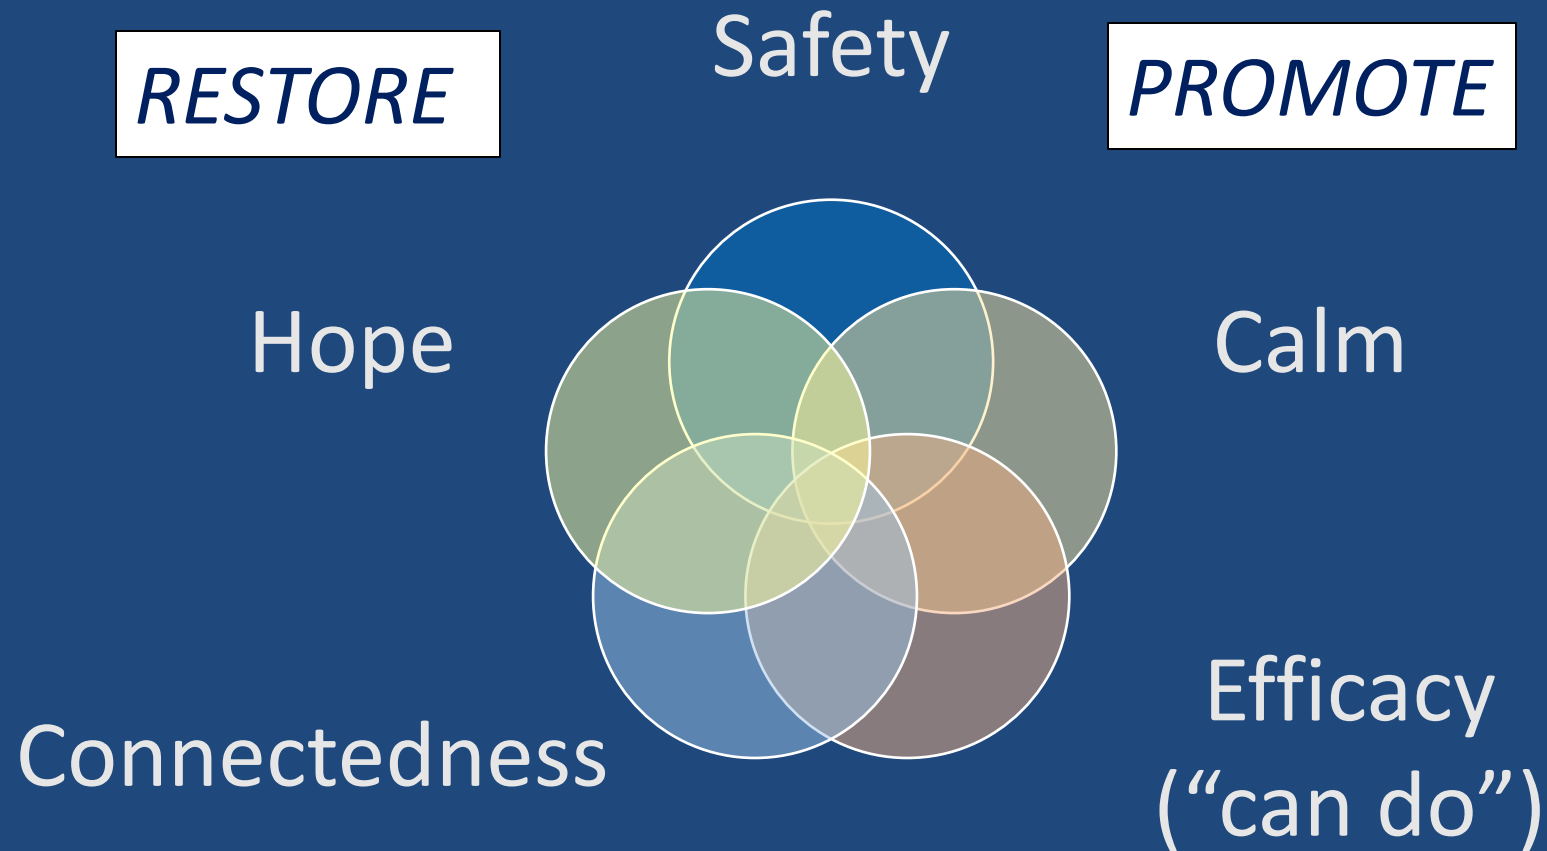 Safety
RESTORE
PROMOTE
Hope
Calm
Efficacy
(“can do”)
Connectedness